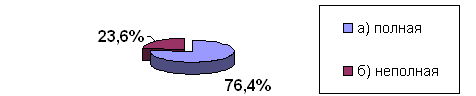 23,6%
76,4%
а) полная
б) неполная